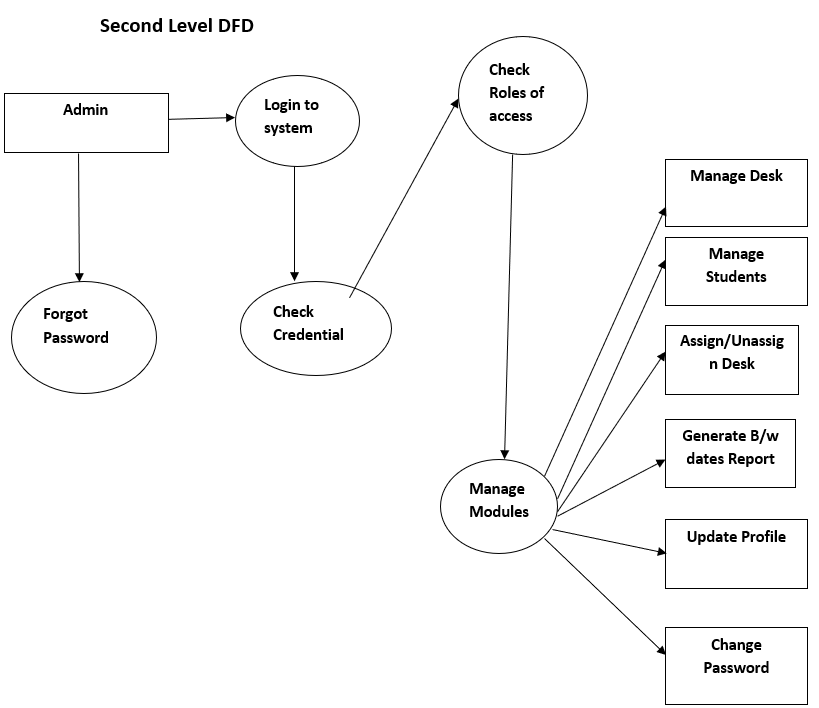 Second Level DFD
Admin
Login to
system
Check
Roles of
access
Forgot
Password
Check
Credential
Manage
Modules
Manage Desk
Manage
Students
Assign/Unassig
n Desk
Generate B/w
dates Report
Update Profile
Change
Password